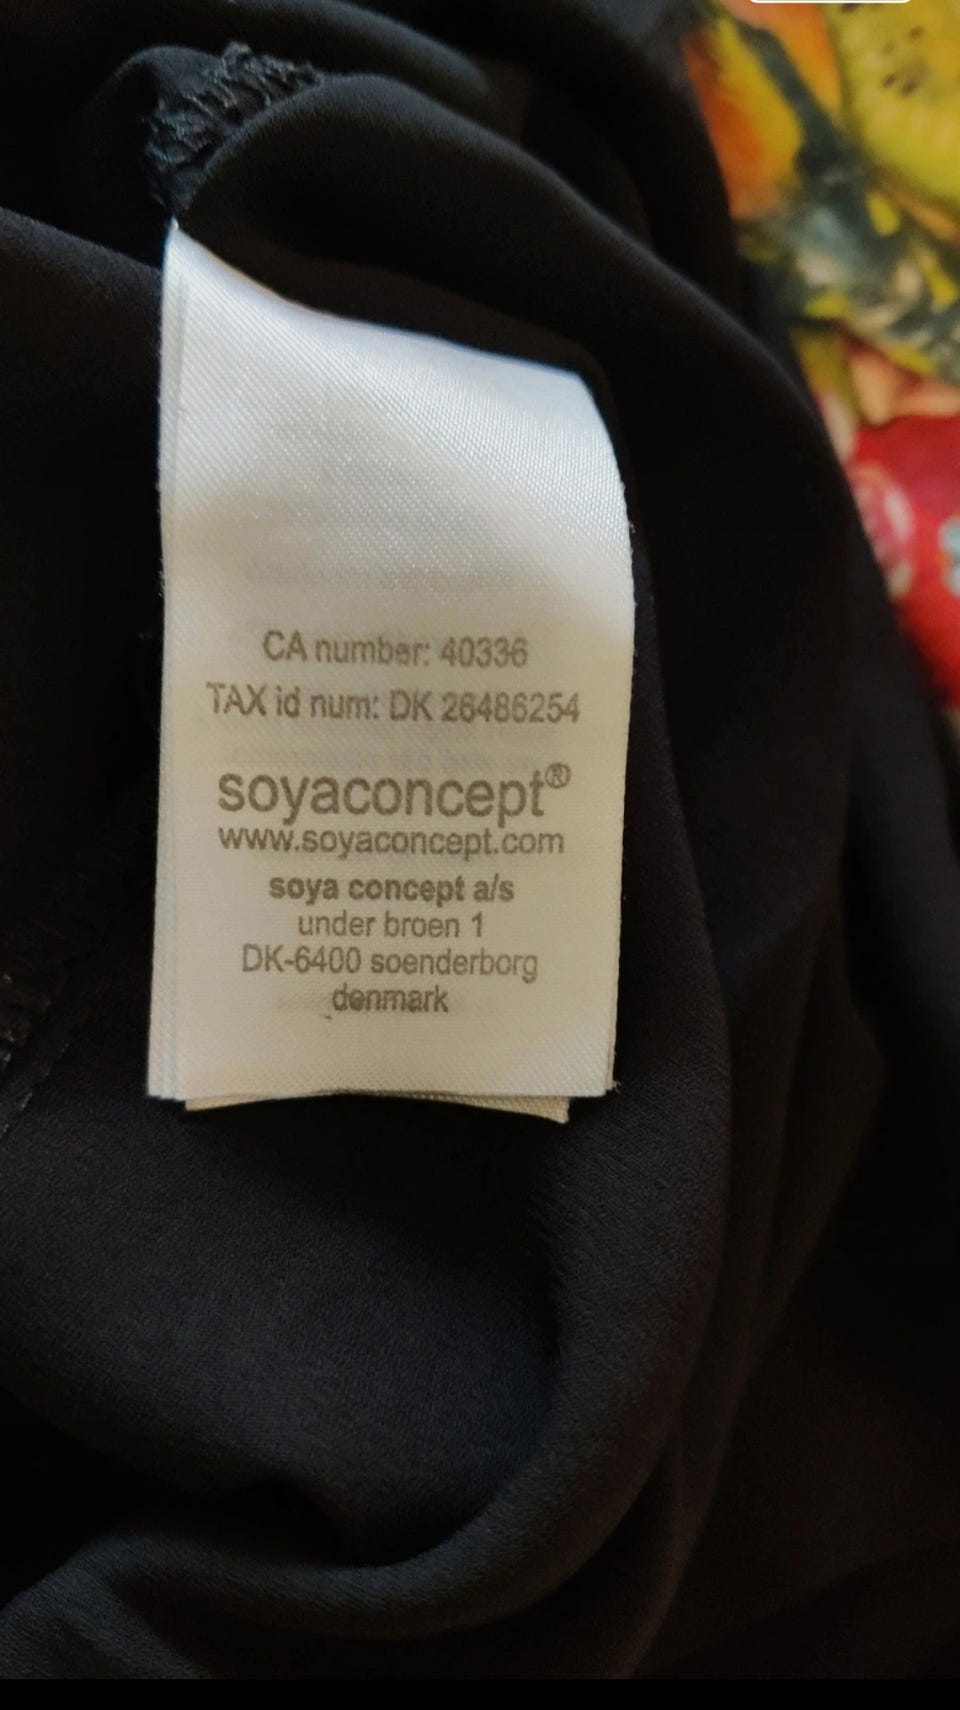 CA number: 40336
TAX id num: DK 26486254
soyaconcept®
www.soyaconcept.com
soya concept a/s
under broen 1
DK-6400 soenderborg
denmark